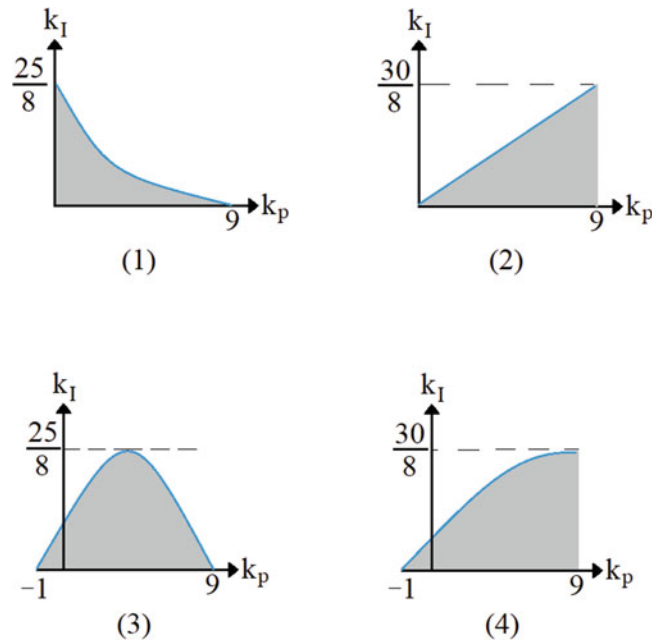 k_I
25/8
9
k_p
(1)
k_I
30/8
9
k_p
(2)
k_I
25/8
−1
9
k_p
(3)
k_I
30/8
−1
9
k_p
(4)